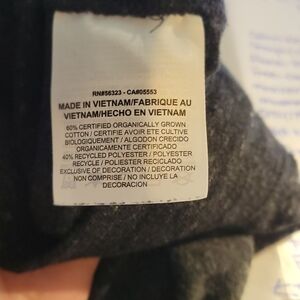 RN#56323 - CA#05553
MADE IN VIETNAM/FABRIQUE AU
VIETNAM/HECHO EN VIETNAM
60% CERTIFIED ORGANICALLY GROWN
COTTON / CERTIFIE AVOIR ETE CULTIVE
BIOLOGIQUEMENT / ALGODON CRECIDO
ORGANICAMENTE CERTIFICADO
40% RECYCLED POLYESTER / POLYESTER
RECYCLE / POLIESTER RECICLADO
EXCLUSIVE OF DECORATION / DECORATION
NON COMPRISE / NO INCLUYE LA
DECORACION